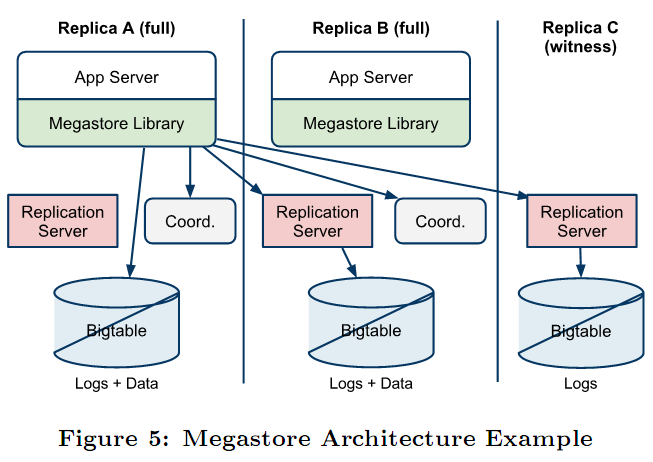 Replica A (full)
Replica B (full)
Replica C
(witness)
App Server
Megastore Library
App Server
Megastore Library
Replication
Server
Coord.
Replication
Server
Coord.
Replication
Server
Bigtable
Bigtable
Bigtable
Logs + Data
Logs + Data
Logs
Figure 5: Megastore Architecture Example